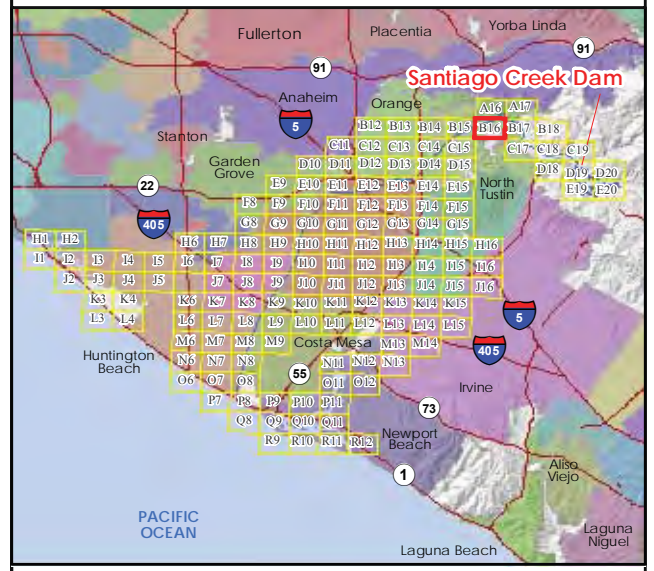 Yorba Linda
Placentia
Fullerton
91
91
Santiago Creek Dam
Anaheim
Orange
A16 A17
5
B12 B13 B14 B15 B16 B17 B18
Stanton
C11 C12 C13 C14 C15 C17 C18 C19
Garden
Grove
D10 D11 D12 D13 D14 D15 D18 D19 D20
22
E9 E10 E11 E12 E13 E14 E15 E19 E20
North
Tustin
F8 F9 F10 F11 F12 F13 F14 F15
405
G8 G9 G10 G11 G12 G13 G14 G15
H1 H2 H6 H7 H8 H9 H10 H11 H12 H13 H14 H15 H16
I1 I2 I3 I4 I5 I6 I7 I8 I9 I10 I11 I12 I13 I14 I15 I16
J2 J3 J4 J5 J7 J8 J9 J10 J11 J12 J13 J14 J15 J16
K3 K4 K6 K7 K8 K9 K10 K11 K12 K13 K14 K15
5
L3 L4 L6 L7 L8 L9 L10 L11 L12 L13 L14 L15
M6 M7 M8 M9 Costa Mesa M13 M14
405
Huntington
Beach
N6 N7 N8 N11 N12 N13
55
O6 O7 O8 O11 O12
Irvine
P7 P8 P9 P10 P11
73
Q8 Q9 Q10 Q11
Newport
Beach
R9 R10 R11 R12
1
Aliso
Viejo
PACIFIC
OCEAN
Laguna
Niguel
Laguna Beach